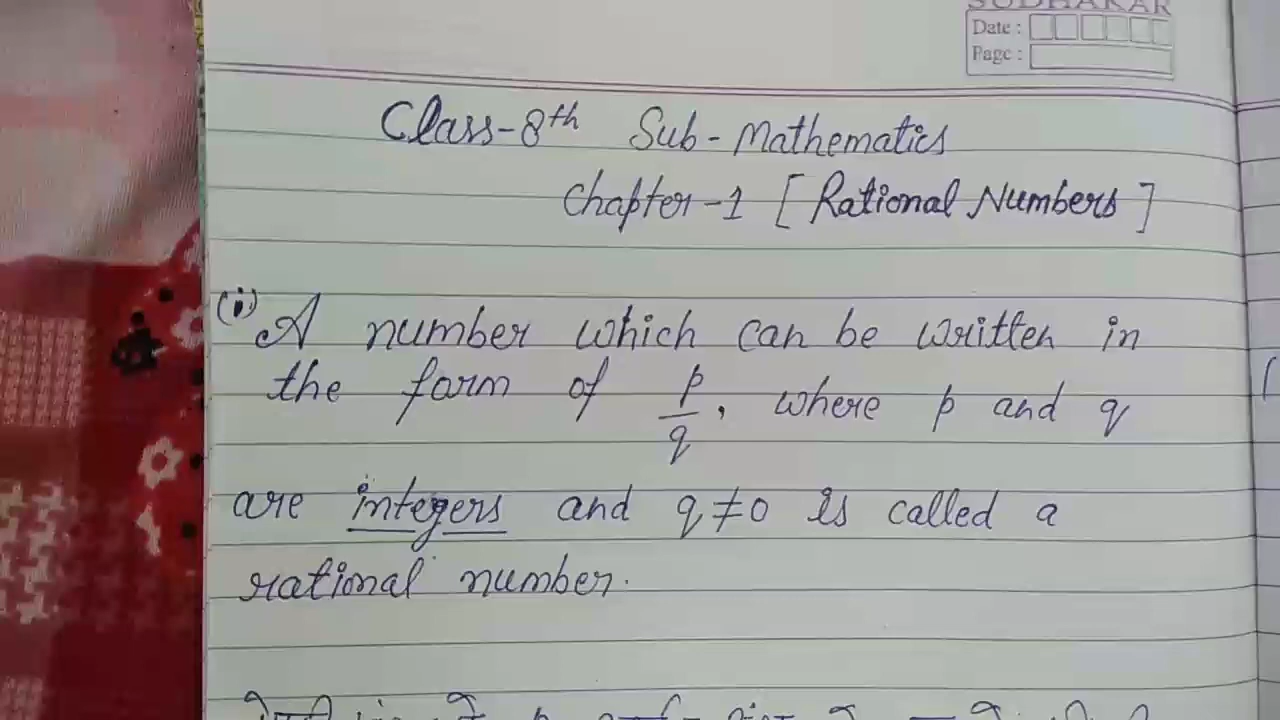 SUDHAKAR
Date :
Page :
Class-8th Sub-Mathematics
Chapter-1 [Rational Numbers]
(i) A number which can be written in
the form of p/q, where p and q
are integers and q≠0 is called a
rational number.